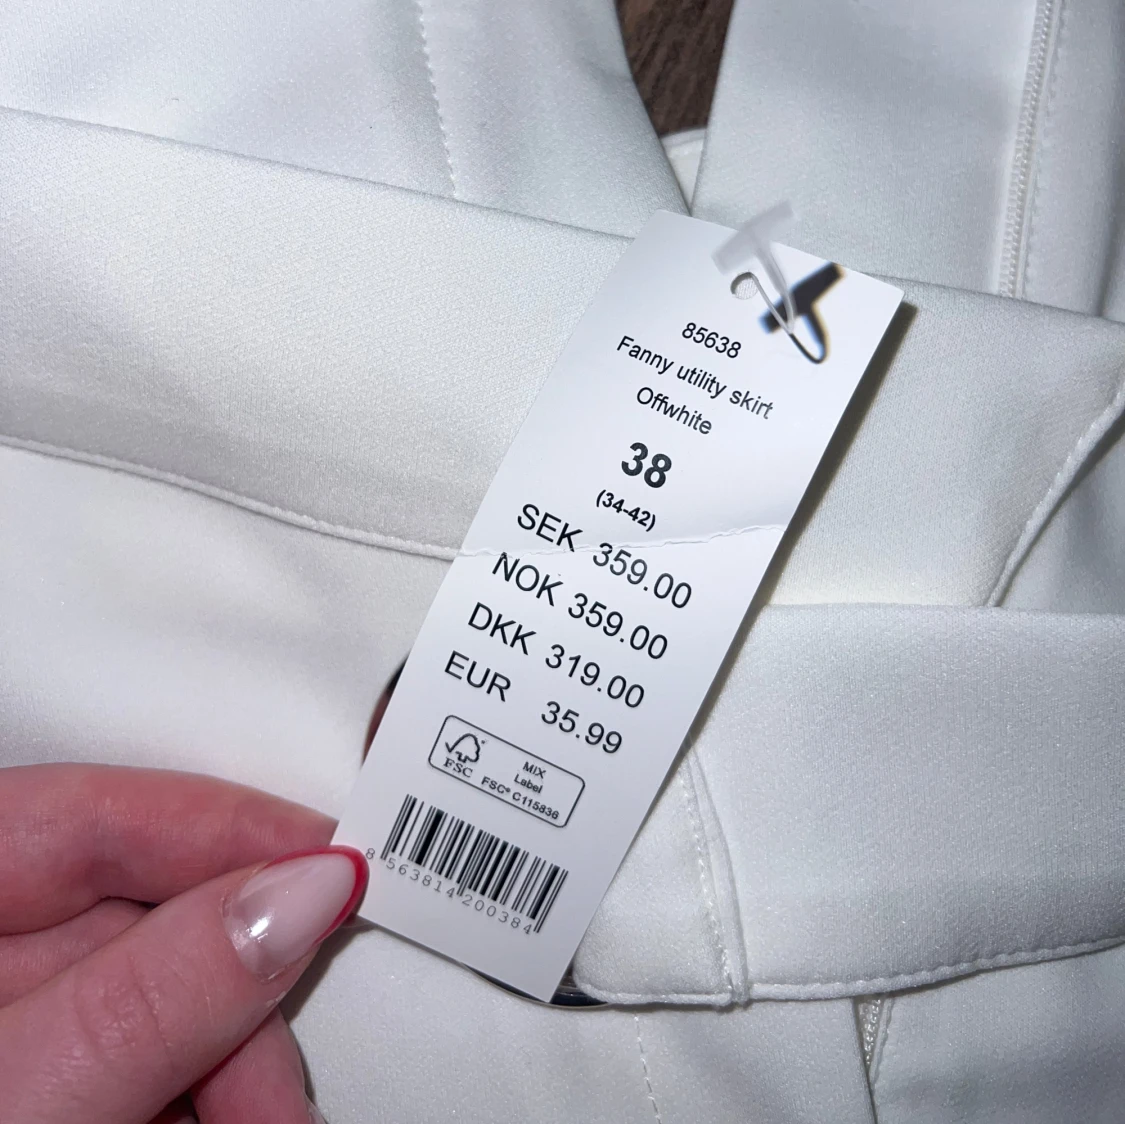 85638
Fanny utility skirt
Offwhite
38
(34-42)
SEK 359.00
NOK 359.00
DKK 319.00
EUR 35.99
FSC
MIX
Label
FSC® C115836
8 563814 200384